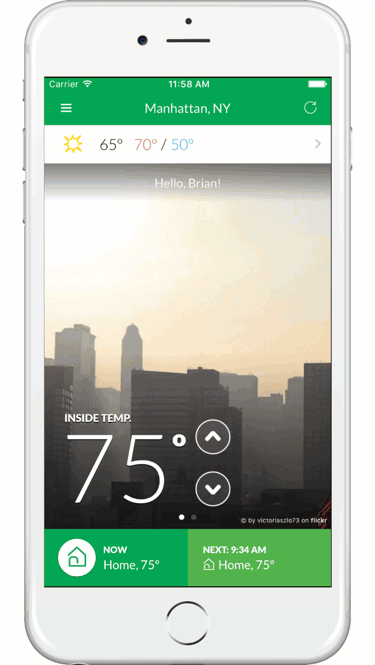 Carrier 11:58 AM
Manhattan, NY
65° 70° / 50°
Hello, Brian!
INSIDE TEMP.
75°
© by victorlaszlo73 on flickr
NOW
Home, 75°
NEXT: 9:34 AM
Home, 75°